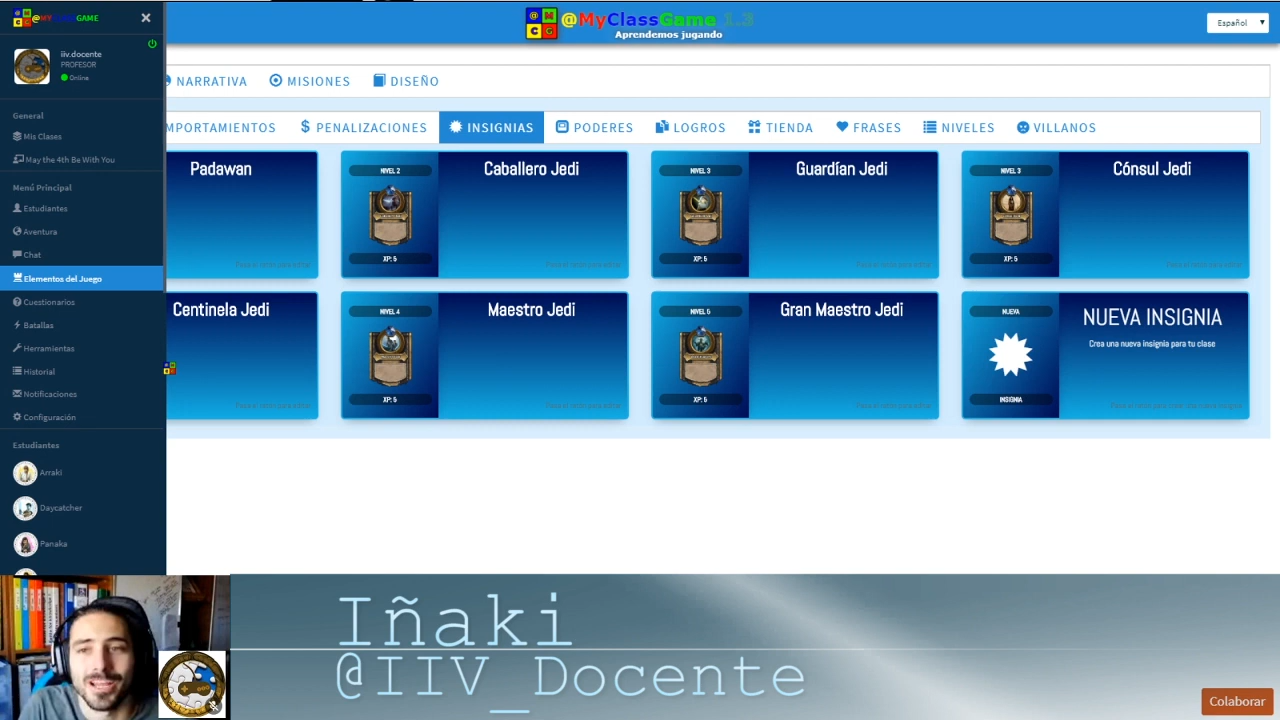 @MYCLASSGAME
iiv.docente
PROFESOR
Online
General
Mis Clases
May the 4th Be With You
Menú Principal
Estudiantes
Aventura
Chat
Elementos del Juego
Cuestionarios
Batallas
Herramientas
Historial
Notificaciones
Configuración
Estudiantes
Arraki
Daycatcher
Panaka
@ M
C G
@MyClassGame 1.3
Aprendemos jugando
Español
NARRATIVA MISIONES DISEÑO
MPORTAMIENTOS PENALIZACIONES INSIGNIAS PODERES LOGROS TIENDA FRASES NIVELES VILLANOS
Padawan
NIVEL 2
Caballero Jedi
XP: 5
NIVEL 3
Guardián Jedi
XP: 5
NIVEL 3
Cónsul Jedi
XP: 5
Centinela Jedi
NIVEL 4
Maestro Jedi
XP: 5
NIVEL 5
Gran Maestro Jedi
XP: 5
NUEVA
NUEVA INSIGNIA
Crea una nueva insignia para tu clase
INSIGNIA
Iñaki
@IIV_Docente
Colaborar